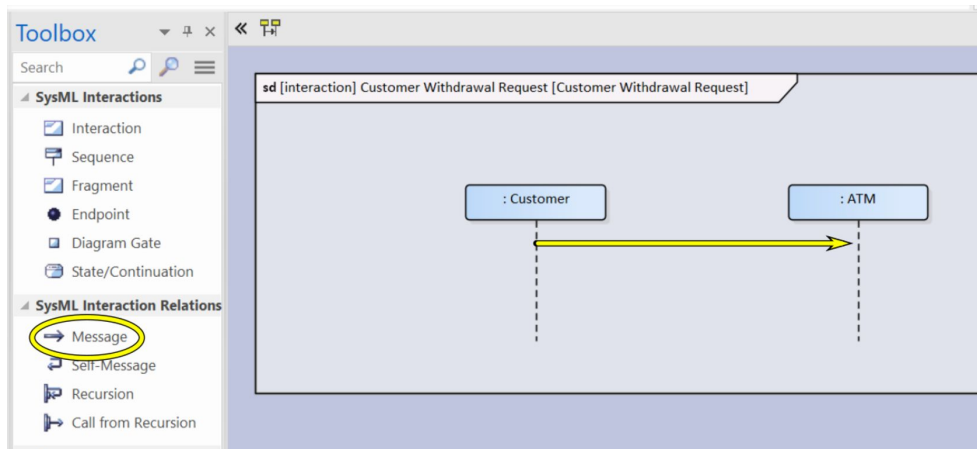 Toolbox
Search
SysML Interactions
Interaction
Sequence
Fragment
Endpoint
Diagram Gate
State/Continuation
SysML Interaction Relations
Message
Self-Message
Recursion
Call from Recursion
sd [interaction] Customer Withdrawal Request [Customer Withdrawal Request]
: Customer
: ATM